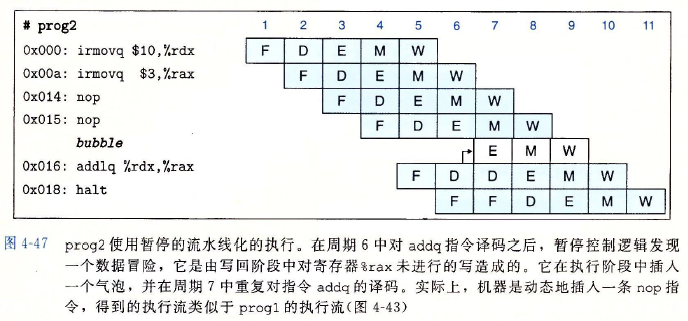 # prog2 1 2 3 4 5 6 7 8 9 10 11
0x000: irmovq $10,%rdx F D E M W
0x00a: irmovq $3,%rax F D E M W
0x014: nop F D E M W
0x015: nop F D E M W
bubble E M W
0x016: addlq %rdx,%rax F D D E M W
0x018: halt F F D E M W
图 4-47 prog2 使用暂停的流水线化的执行。在周期 6 中对 addq 指令译码之后，暂停控制逻辑发现
一个数据冒险，它是由写回阶段中对寄存器%rax 未进行的写造成的。它在执行阶段中插入
一个气泡，并在周期 7 中重复对指令 addq 的译码。实际上，机器是动态地插入一条 nop 指
令，得到的执行流类似于 prog1 的执行流(图 4-43)